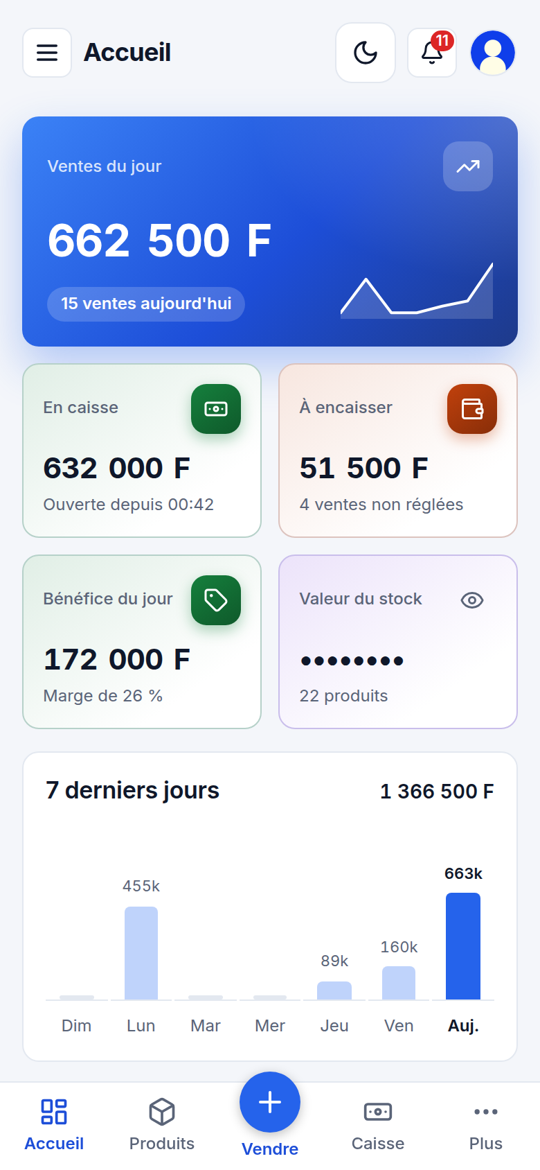 Accueil
11
Ventes du jour
662 500 F
15 ventes aujourd'hui
En caisse
632 000 F
Ouverte depuis 00:42
À encaisser
51 500 F
4 ventes non réglées
Bénéfice du jour
172 000 F
Marge de 26 %
Valeur du stock
••••••••
22 produits
7 derniers jours
1 366 500 F
455k
89k
160k
663k
Dim
Lun
Mar
Mer
Jeu
Ven
Auj.
Accueil
Produits
Vendre
Caisse
Plus